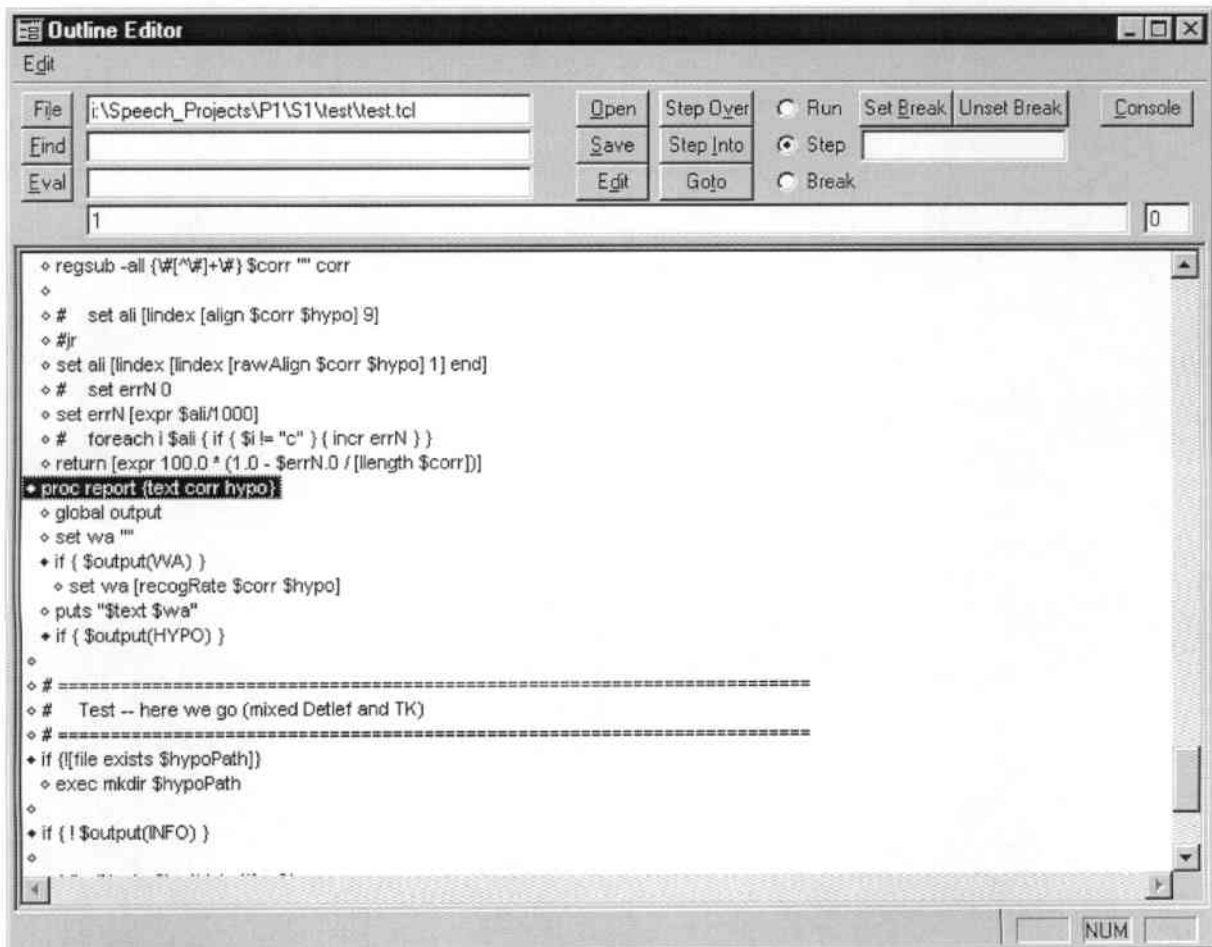 Outline Editor
Edit
File i:\Speech_Projects\P1\S1\test\test.tcl Open Step Over Run Set Break Unset Break Console
Find Save Step Into Step
Eval Edit Goto Break
1 0
regsub -all {\#[^\#]+\#} $corr "" corr
# set ali [lindex [align $corr $hypo] 9]
#jr
set ali [lindex [lindex [rawAlign $corr $hypo] 1] end]
# set errN 0
set errN [expr $ali/1000]
# foreach i $ali { if { $i != "c" } { incr errN } }
return [expr 100.0 * (1.0 - $errN.0 / [llength $corr])]
proc report {text corr hypo}
global output
set wa ""
if { $output(WA) }
set wa [recogRate $corr $hypo]
puts "$text $wa"
if { $output(HYPO) }
# ========================================================================
# Test -- here we go (mixed Detlef and TK)
# ========================================================================
if {![file exists $hypoPath]}
exec mkdir $hypoPath
if { ! $output(INFO) }
NUM